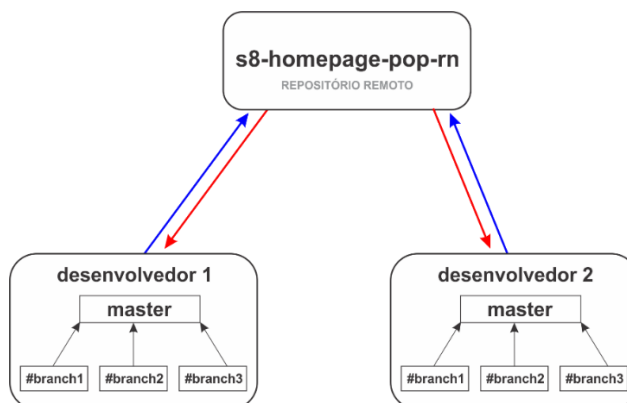 s8-homepage-pop-rn
REPOSITÓRIO REMOTO
desenvolvedor 1
master
#branch1 #branch2 #branch3
desenvolvedor 2
master
#branch1 #branch2 #branch3